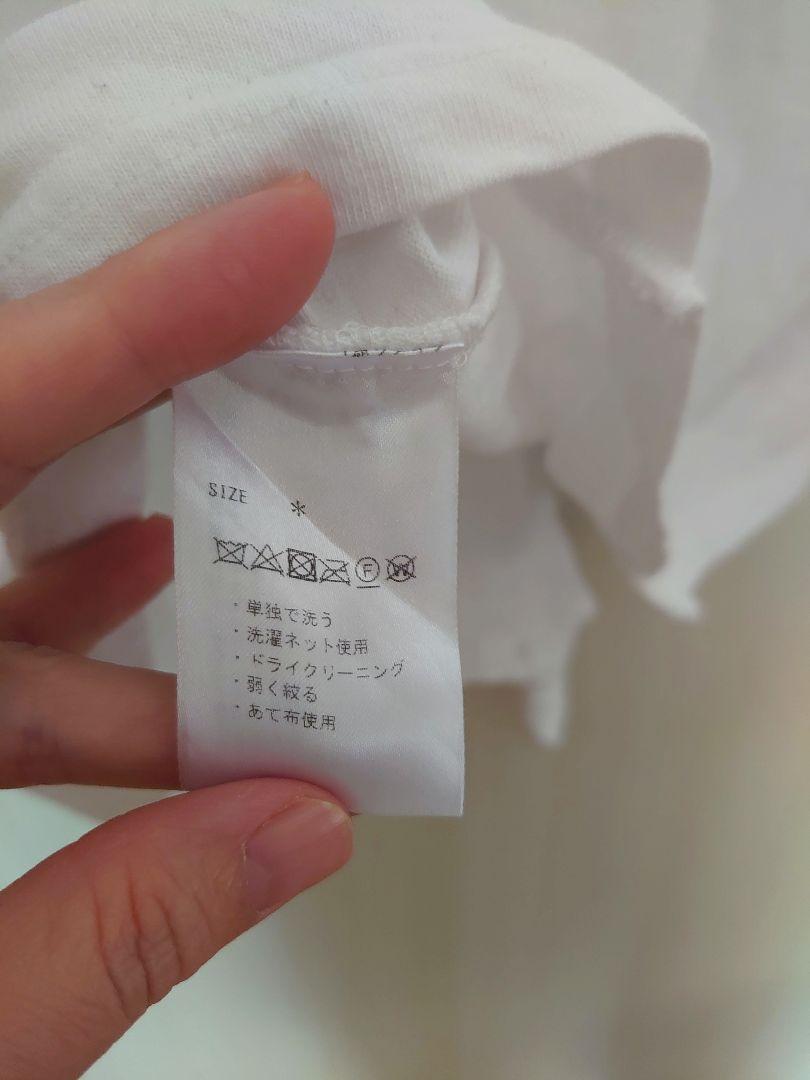 SIZE *
F W
・単独で洗う
・洗濯ネット使用
・ドライクリーニング
・弱く絞る
・あて布使用